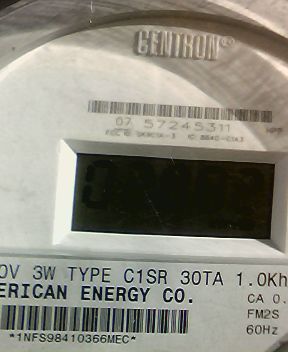 CENTRON®
07 57245311
0V 3W TYPE C1SR 30TA 1.0Kh
ERICAN ENERGY CO.
CA 0.
FM2S
60Hz
*1NFS98410366MEC*